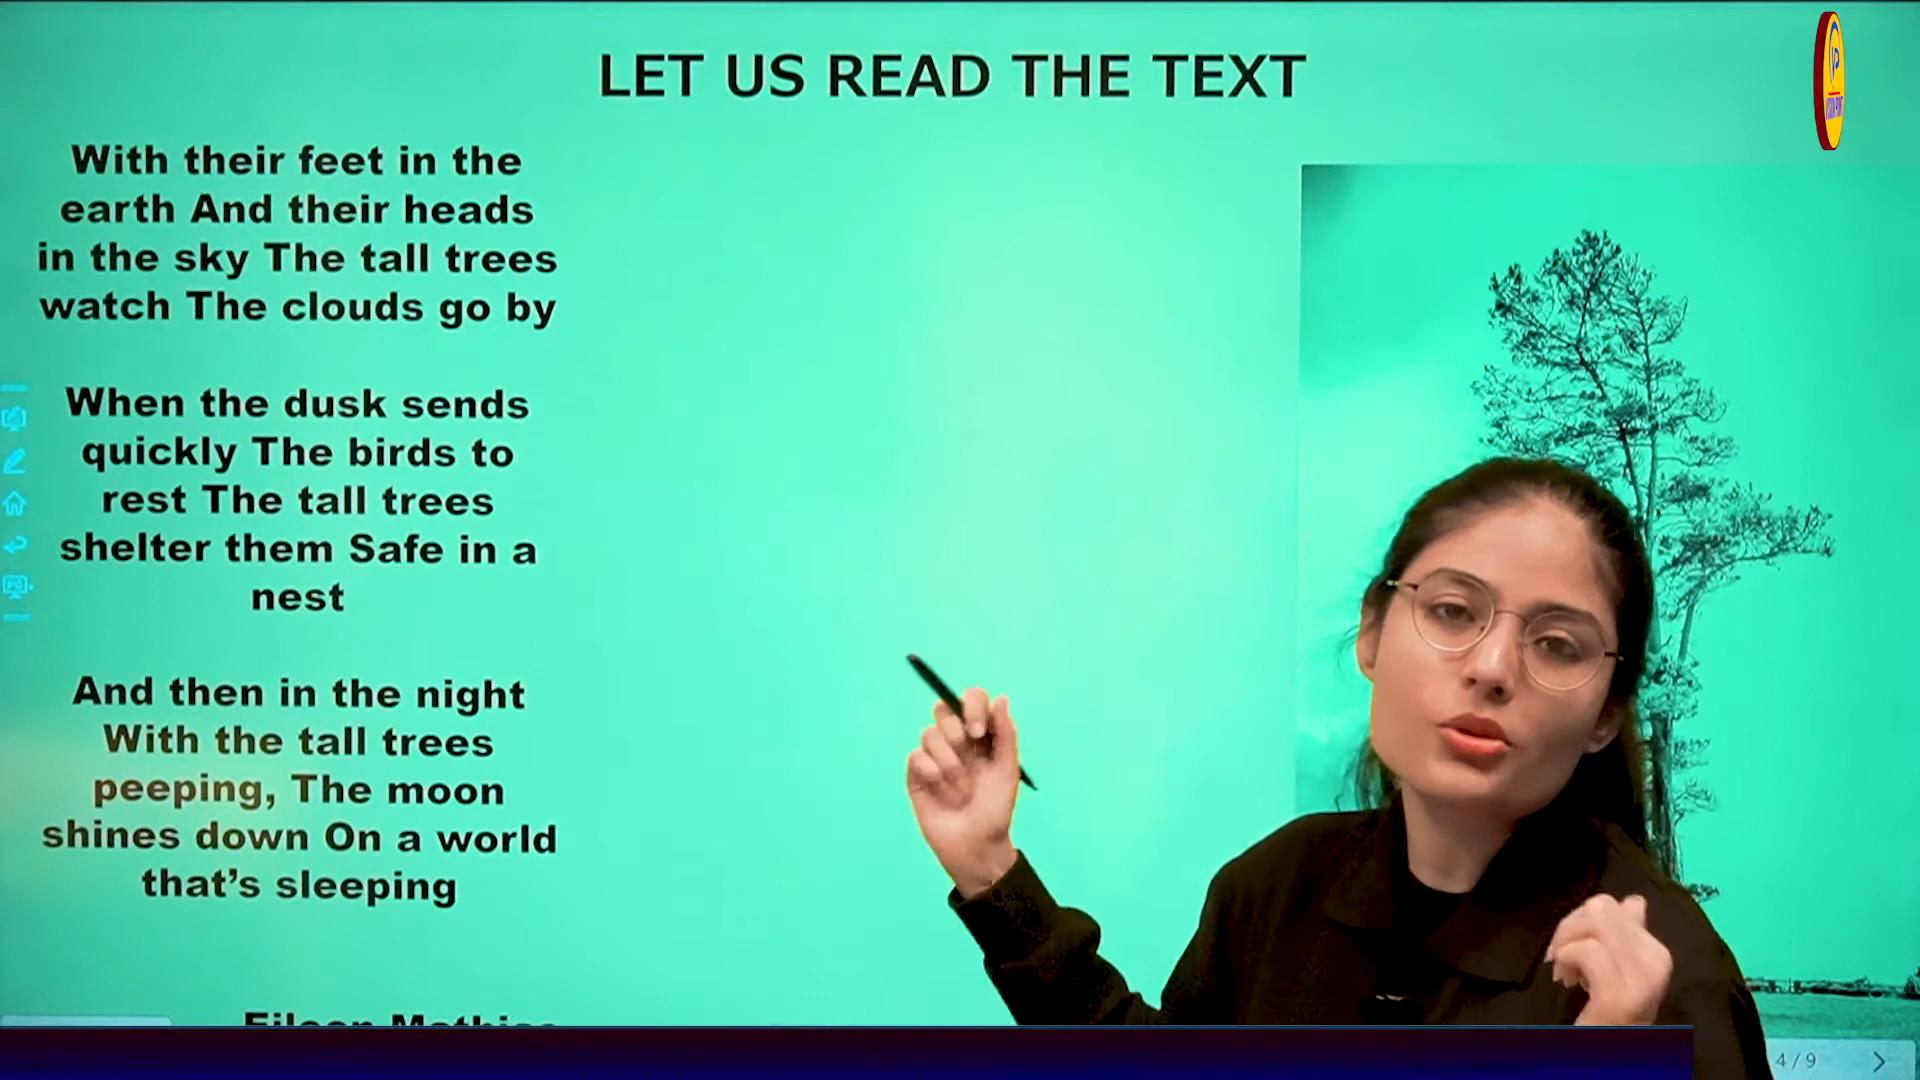 LET US READ THE TEXT
With their feet in the
earth And their heads
in the sky The tall trees
watch The clouds go by
When the dusk sends
quickly The birds to
rest The tall trees
shelter them Safe in a
nest
And then in the night
With the tall trees
peeping, The moon
shines down On a world
that’s sleeping
Eileen Mathias
4 / 9